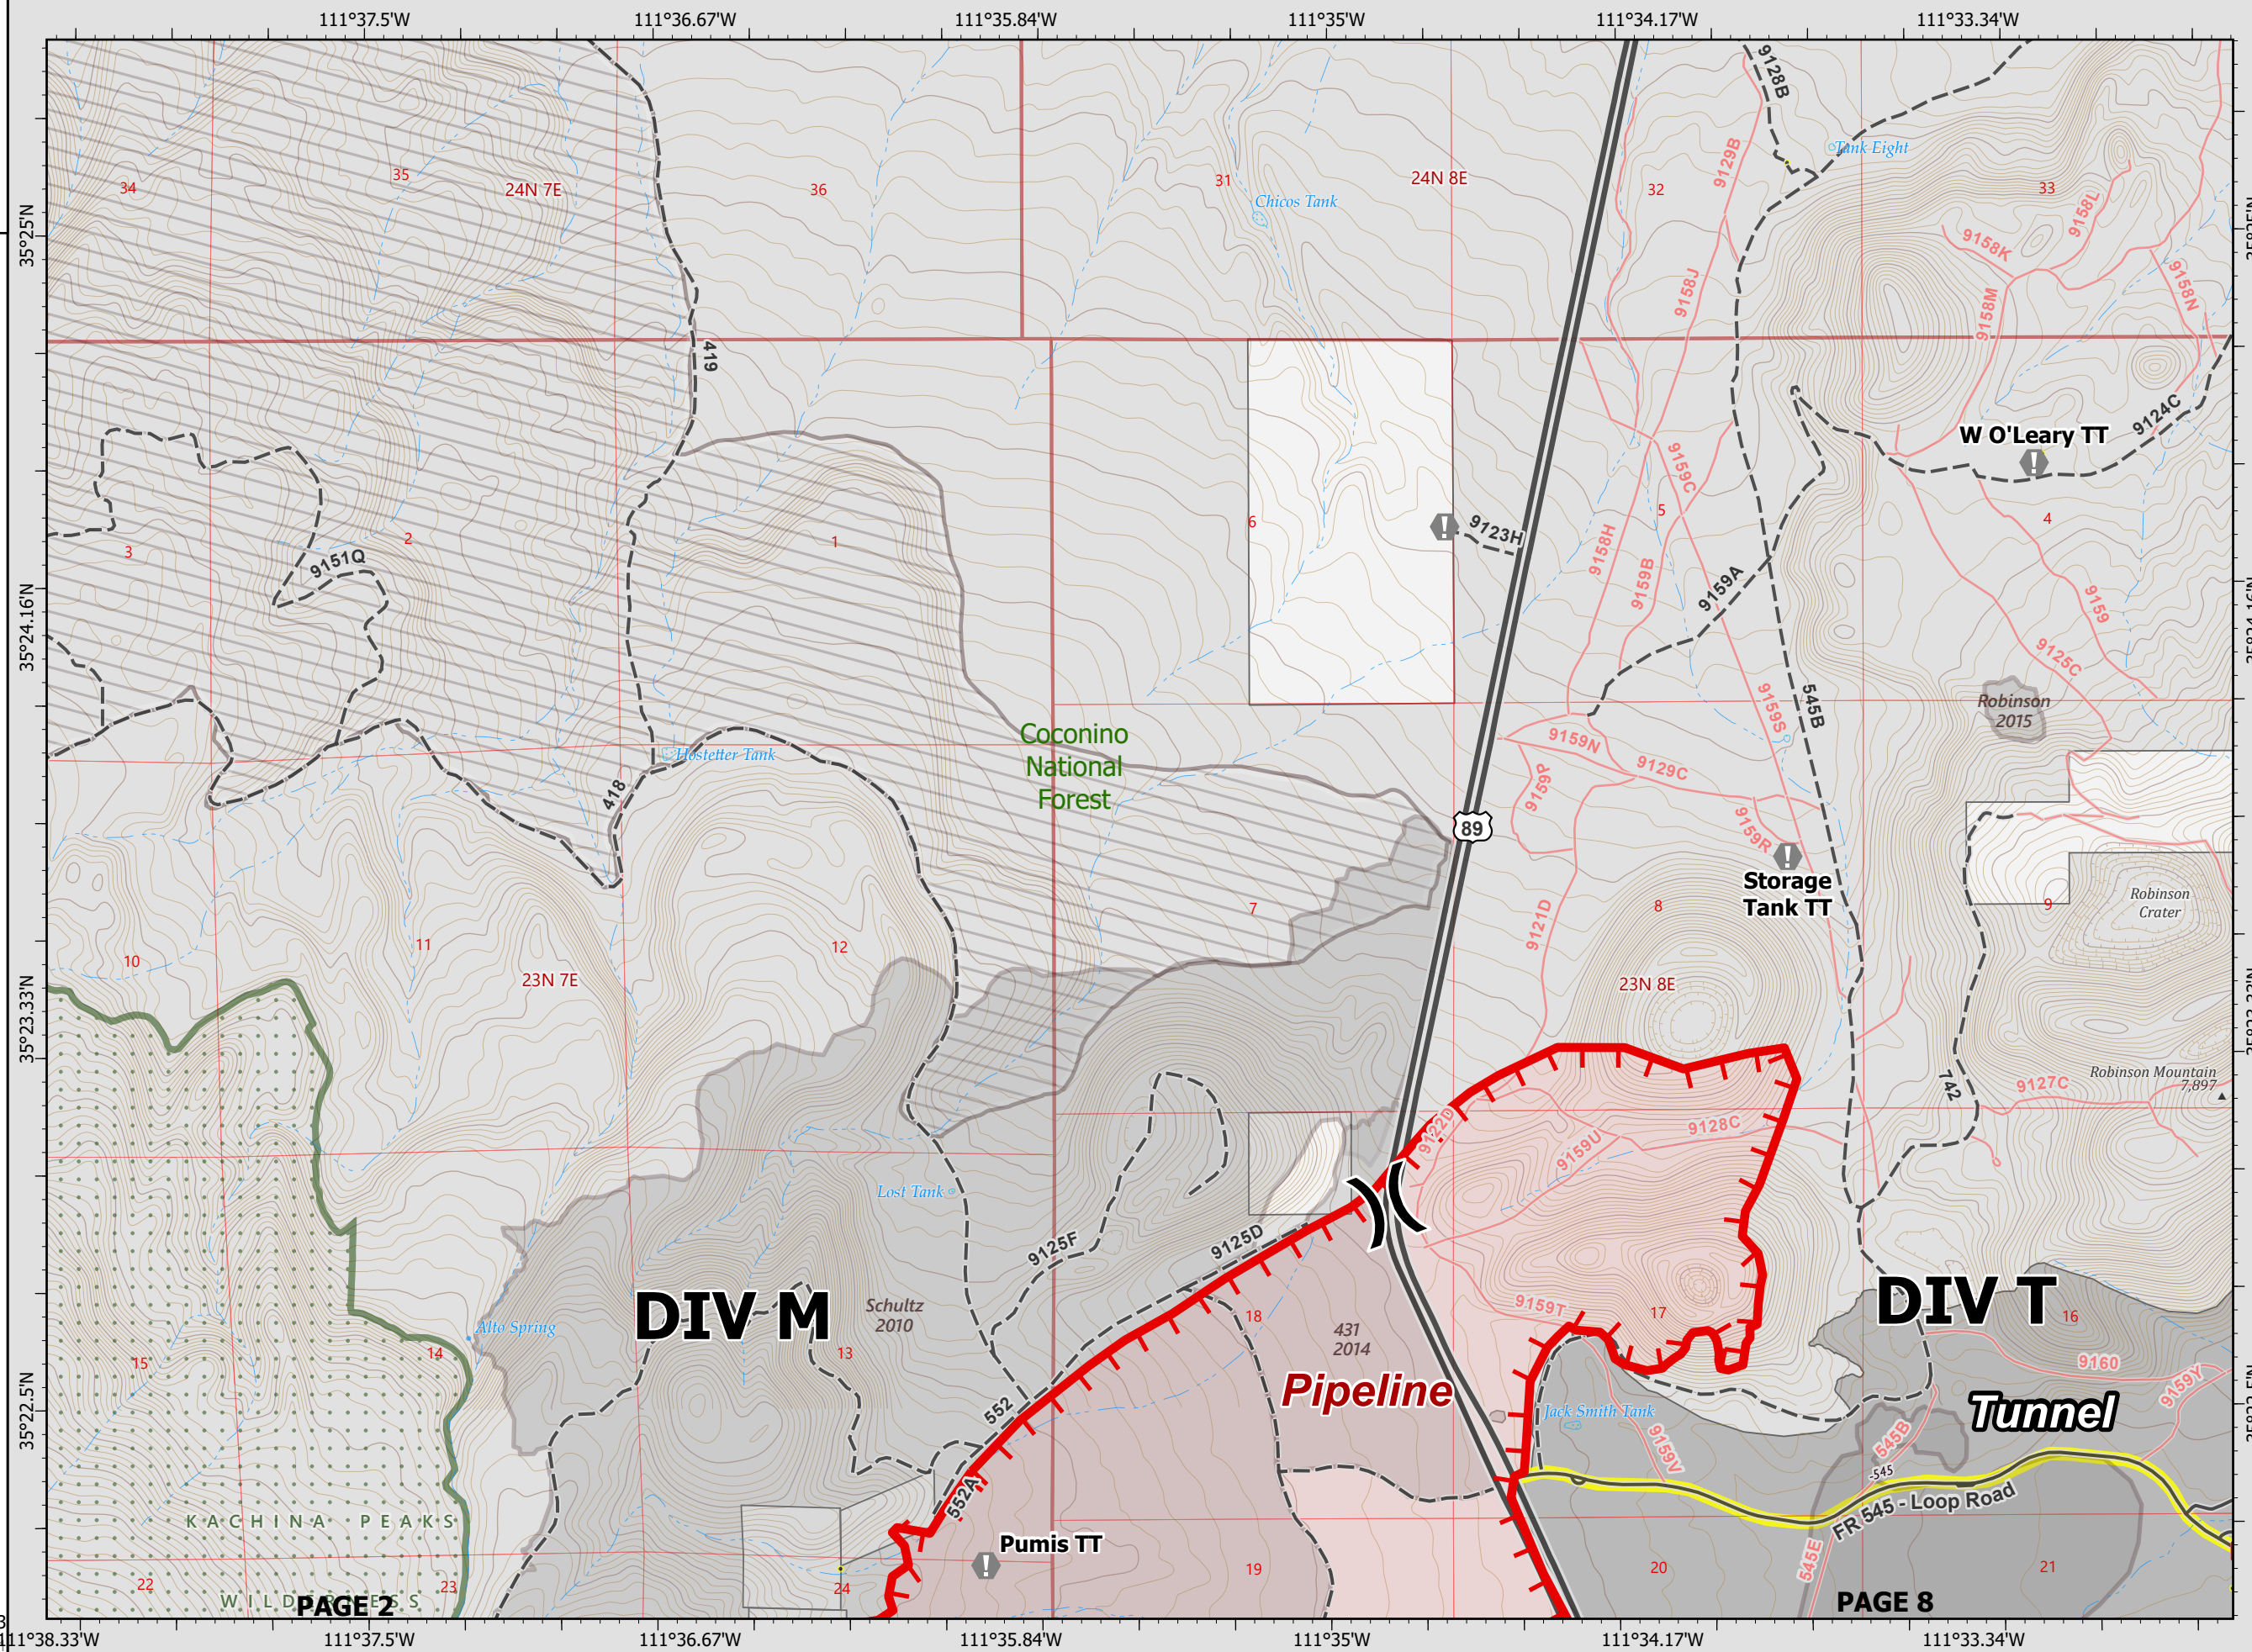 111°37.5'W
111°36.67'W
111°35.84'W
111°35'W
111°34.17'W
111°33.34'W
9128B
Tank Eight
9129B
34
35
24N 7E
36
31
24N 8E
32
33
Chicos Tank
9158L
35°25'N
9158K
9158J
9158N
9158M
419
9124C
W O'Leary TT
9159C
6
5
4
9123H
1
2
3
9158H
9151Q
9159B
9159A
9159
35°24.16'N
9125C
Robinson
2015
9159S
545B
Coconino
National
Forest
9159N
Hostetter Tank
9129C
9159P
418
89
9159R
Storage
Tank TT
Robinson
Crater
7
8
9
9121D
10
11
12
23N 7E
23N 8E
35°23.33'N
Robinson Mountain
7,897
742
9127C
9122D
9128C
9159U
Lost Tank
9125F
9125D
DIV M
DIV T
Schultz
2010
9159T
17
18
16
Alto Spring
431
2014
13
14
15
9160
Pipeline
9159Y
35°22.5'N
552
Jack Smith Tank
Tunnel
9159V
545B
-545
552A
FR 545 - Loop Road
KACHINA PEAKS
Pumis TT
545E
22
23
24
19
20
21
WILDERNESS
PAGE 2
PAGE 8
111°38.33'W
111°37.5'W
111°36.67'W
111°35.84'W
111°35'W
111°34.17'W
111°33.34'W